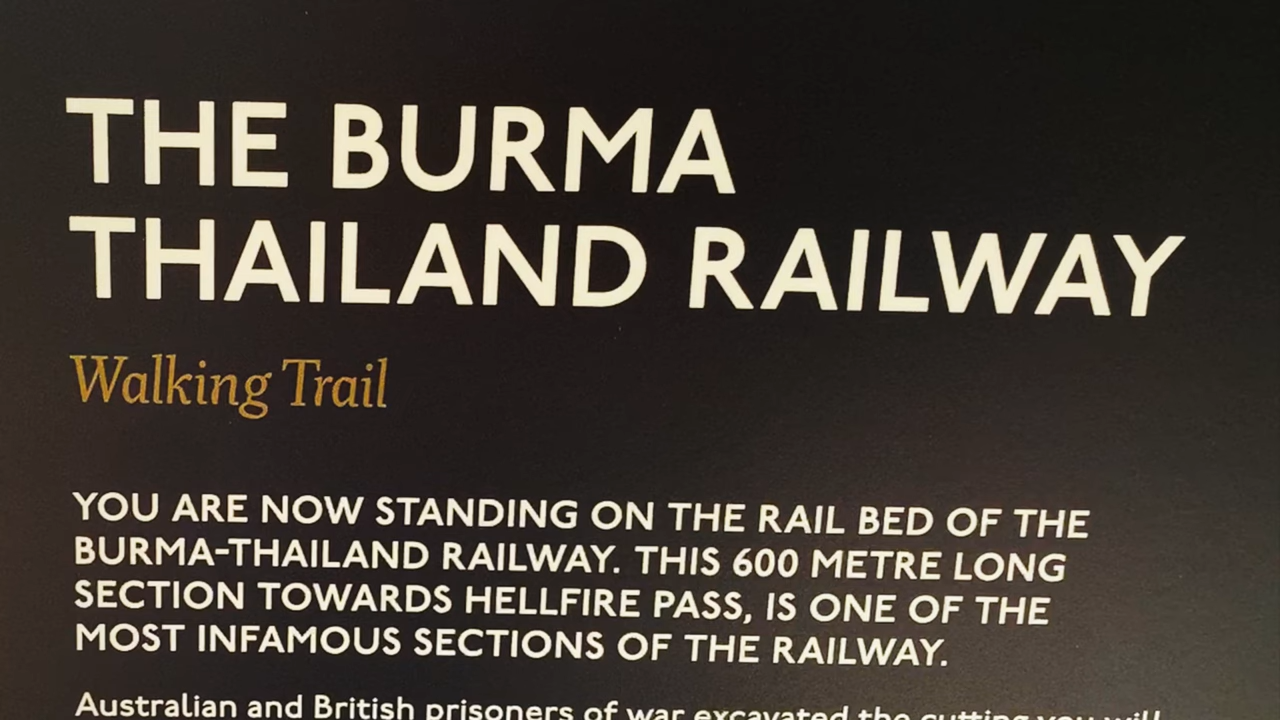 THE BURMA
THAILAND RAILWAY
Walking Trail
YOU ARE NOW STANDING ON THE RAIL BED OF THE
BURMA-THAILAND RAILWAY. THIS 600 METRE LONG
SECTION TOWARDS HELLFIRE PASS, IS ONE OF THE
MOST INFAMOUS SECTIONS OF THE RAILWAY.
Australian and British prisoners of war excavated the cutting you will